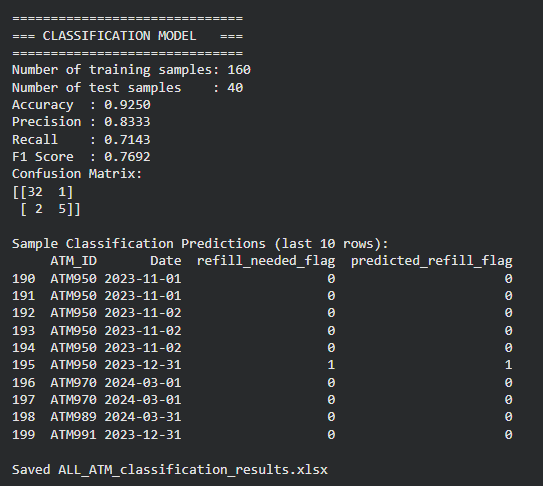 ==============================
=== CLASSIFICATION MODEL   ===
==============================
Number of training samples: 160
Number of test samples    : 40
Accuracy  : 0.9250
Precision : 0.8333
Recall    : 0.7143
F1 Score  : 0.7692
Confusion Matrix:
[[32  1]
 [ 2  5]]

Sample Classification Predictions (last 10 rows):
     ATM_ID       Date  refill_needed_flag  predicted_refill_flag
190  ATM950 2023-11-01                   0                      0
191  ATM950 2023-11-01                   0                      0
192  ATM950 2023-11-02                   0                      0
193  ATM950 2023-11-02                   0                      0
194  ATM950 2023-11-02                   0                      0
195  ATM950 2023-12-31                   1                      1
196  ATM970 2024-03-01                   0                      0
197  ATM970 2024-03-01                   0                      0
198  ATM989 2024-03-31                   0                      0
199  ATM991 2023-12-31                   0                      0

Saved ALL_ATM_classification_results.xlsx